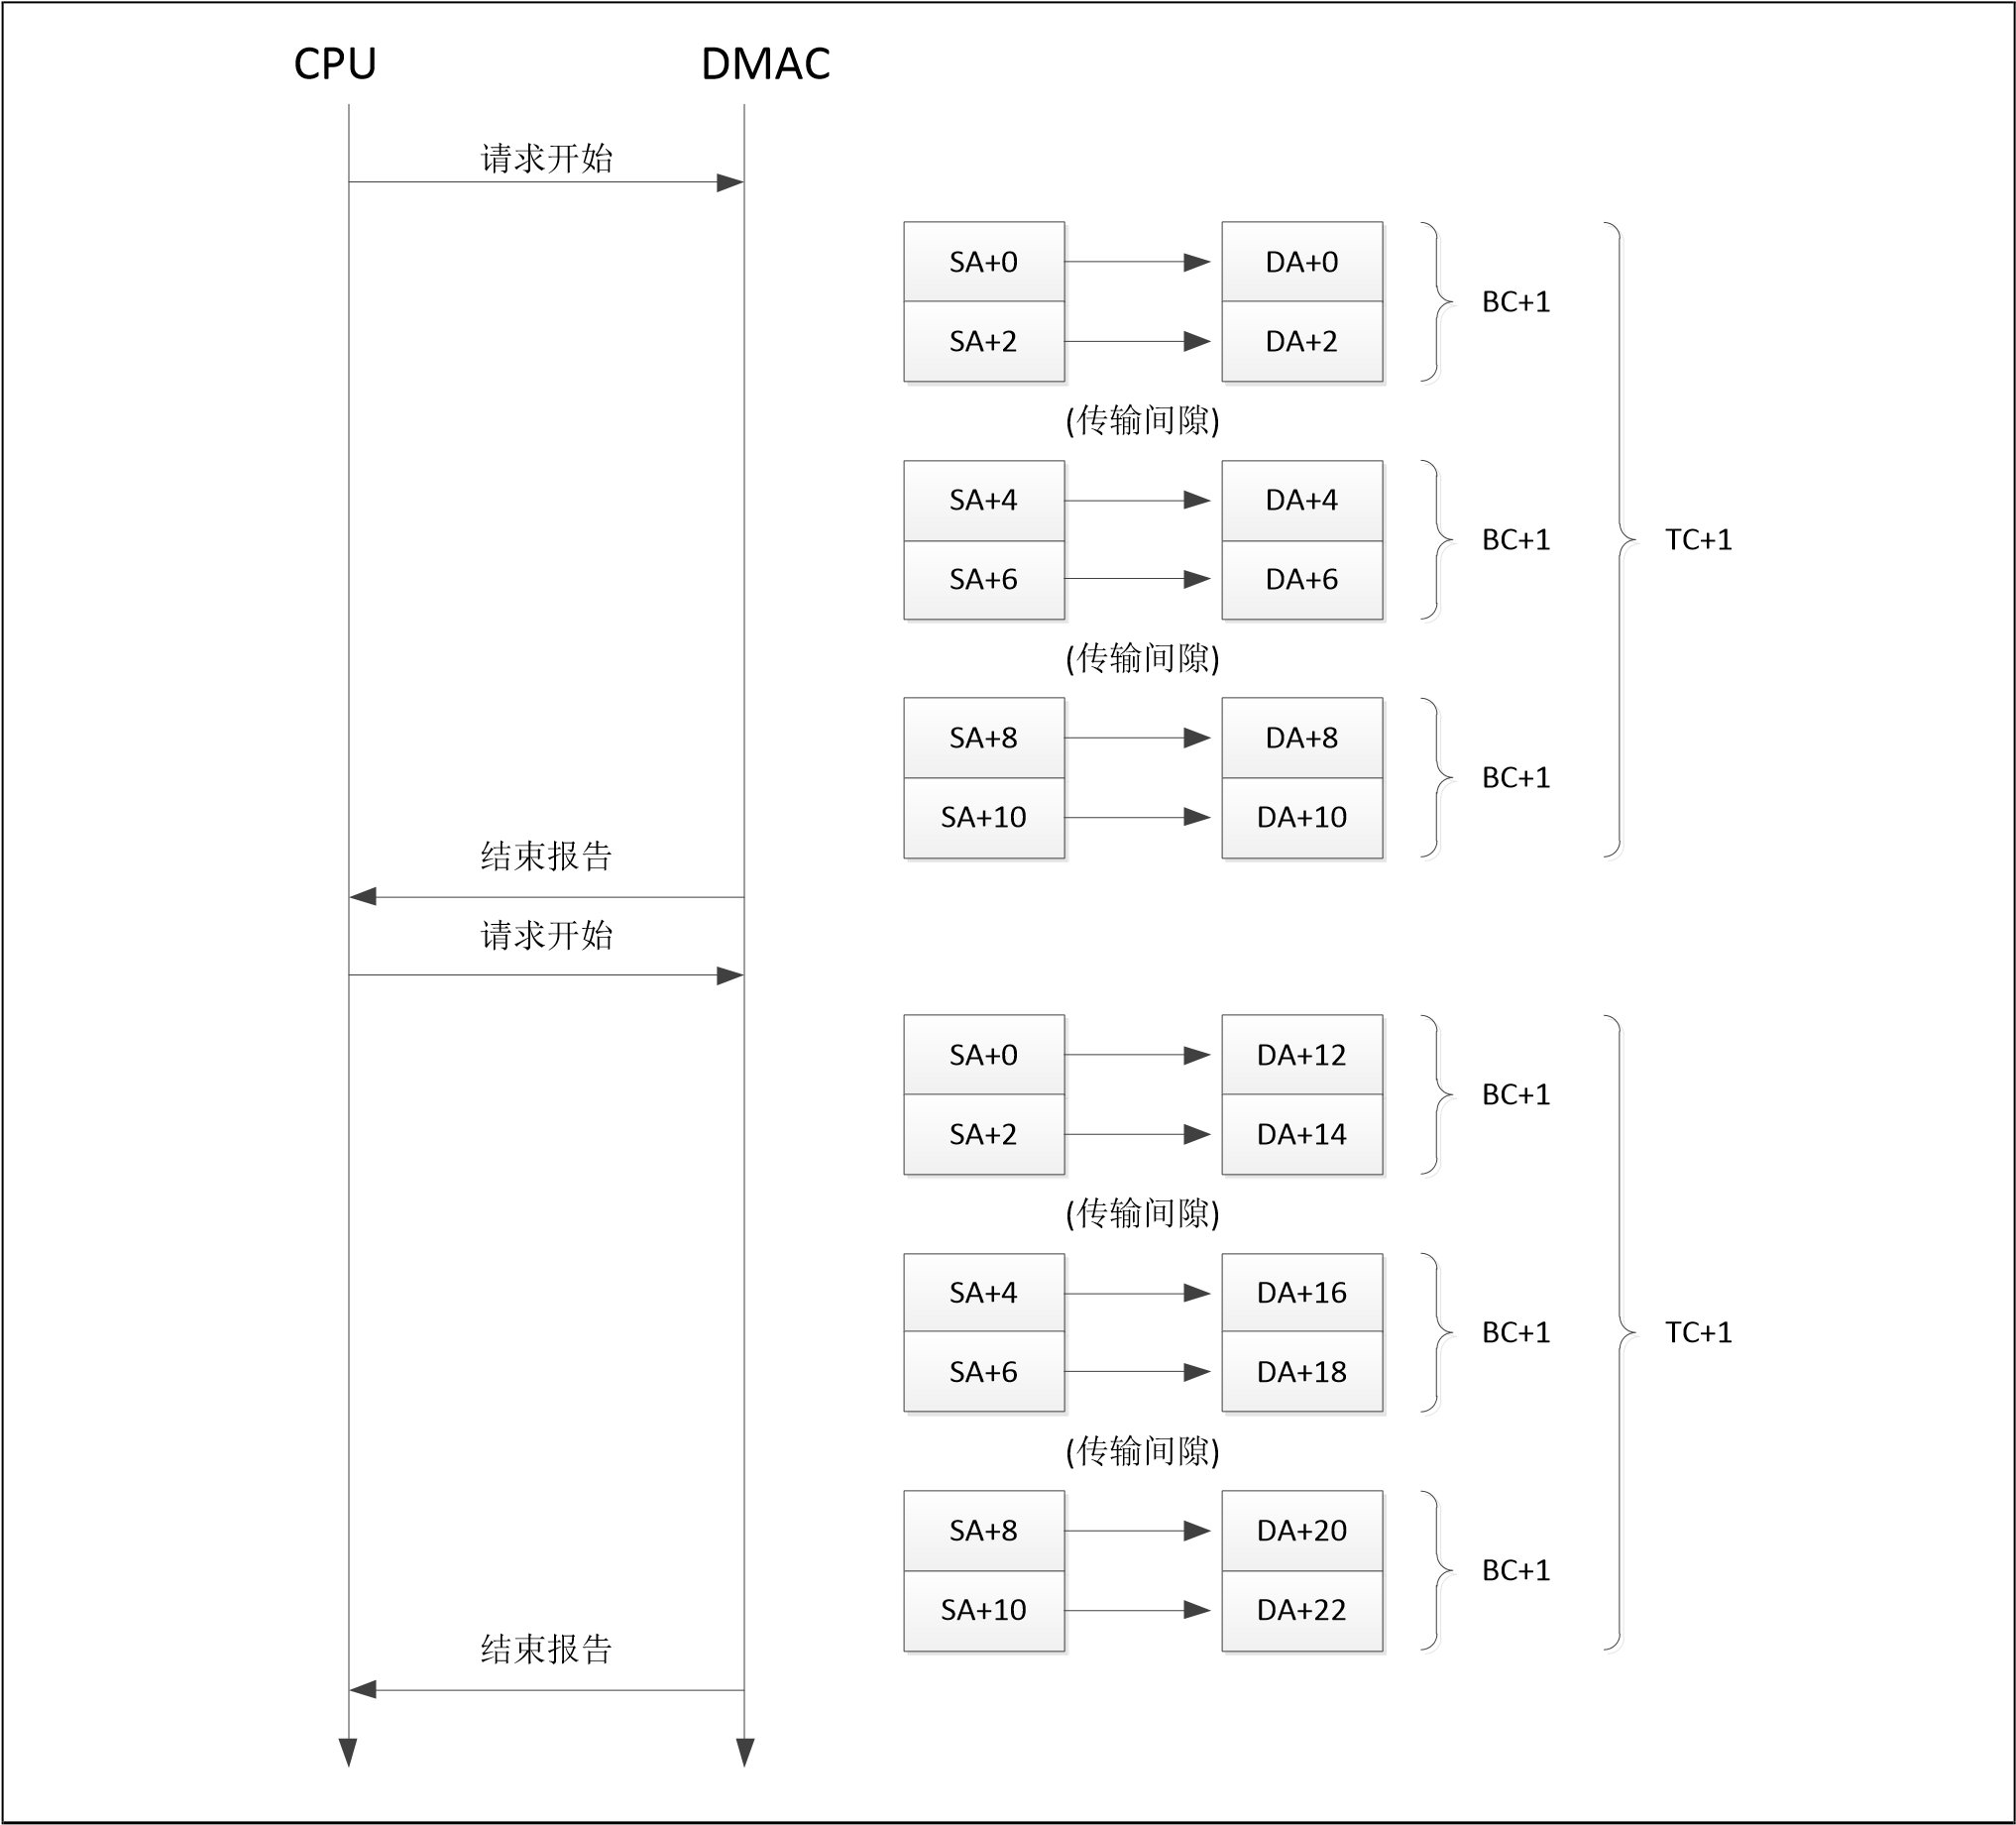 CPU DMAC
请求开始
SA+0 DA+0
BC+1
SA+2 DA+2
(传输间隙)
SA+4 DA+4
BC+1 TC+1
SA+6 DA+6
(传输间隙)
SA+8 DA+8
BC+1
SA+10 DA+10
结束报告
请求开始
SA+0 DA+12
BC+1
SA+2 DA+14
(传输间隙)
SA+4 DA+16
BC+1 TC+1
SA+6 DA+18
(传输间隙)
SA+8 DA+20
BC+1
SA+10 DA+22
结束报告